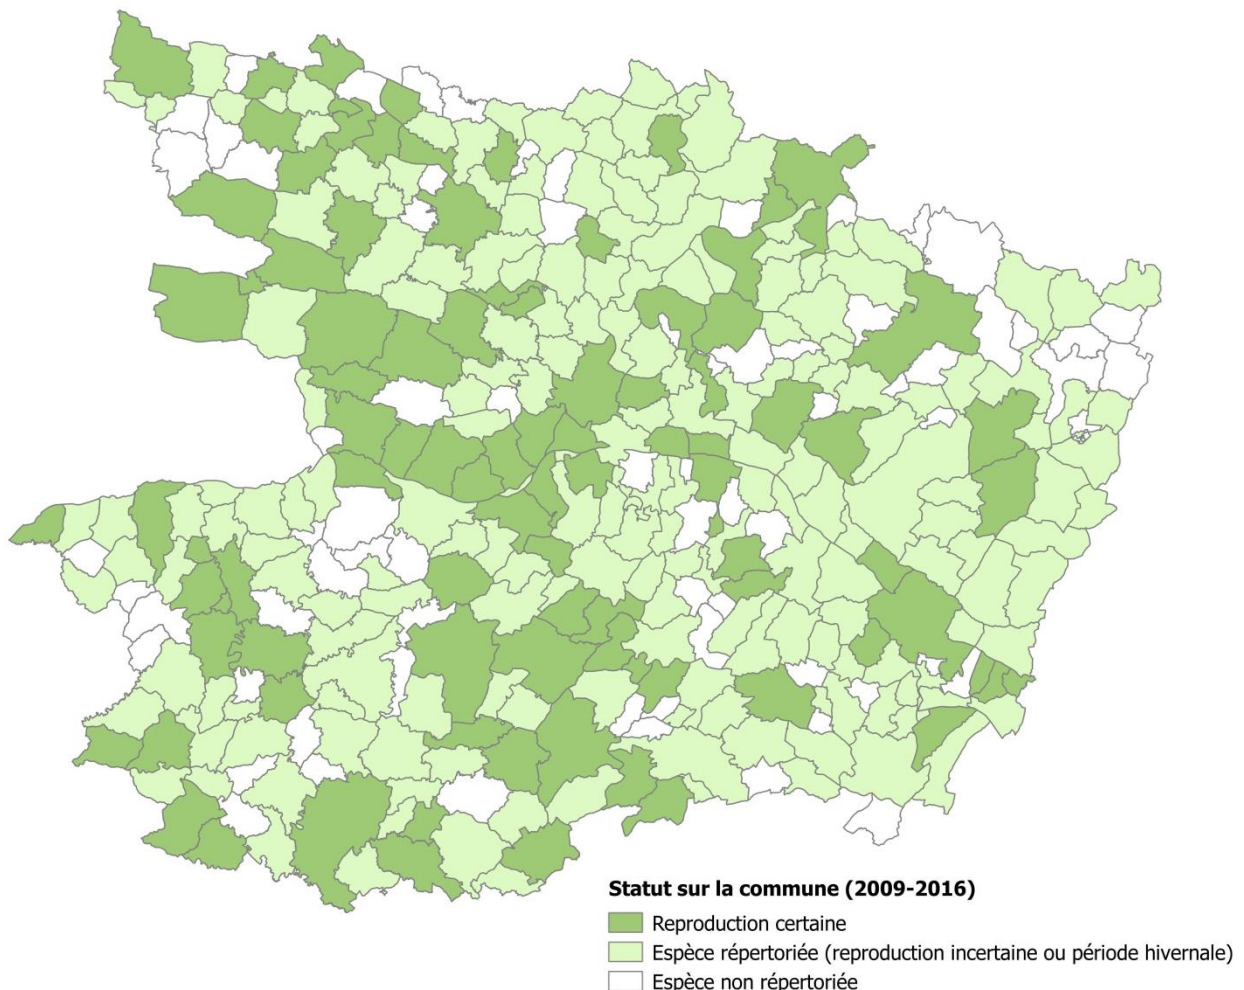 Statut sur la commune (2009-2016)
Reproduction certaine
Espèce répertoriée (reproduction incertaine ou période hivernale)
Espèce non répertoriée